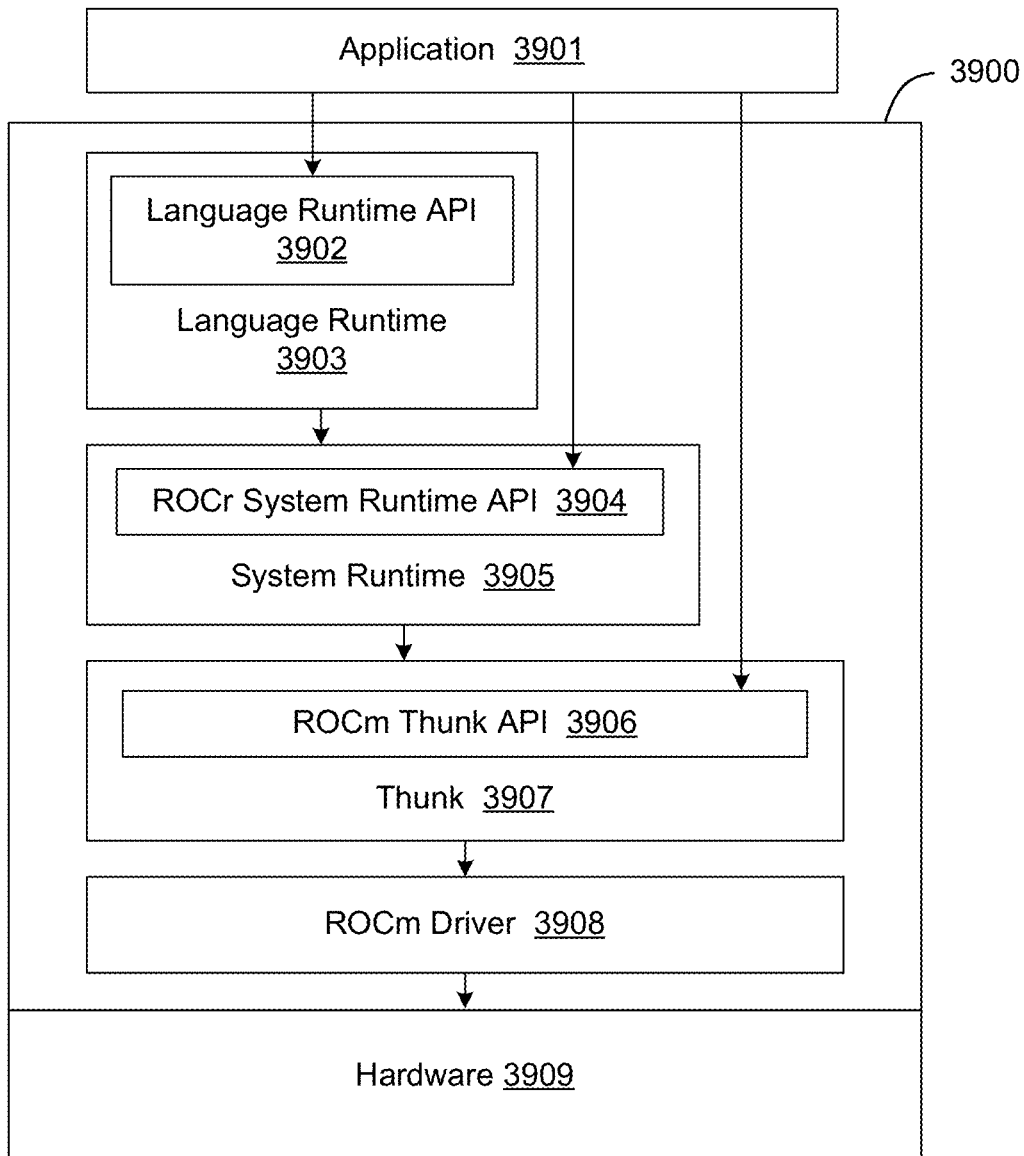 Application 3901
3900
Language Runtime API
3902
Language Runtime
3903
ROCr System Runtime API 3904
System Runtime 3905
ROCm Thunk API 3906
Thunk 3907
ROCm Driver 3908
Hardware 3909